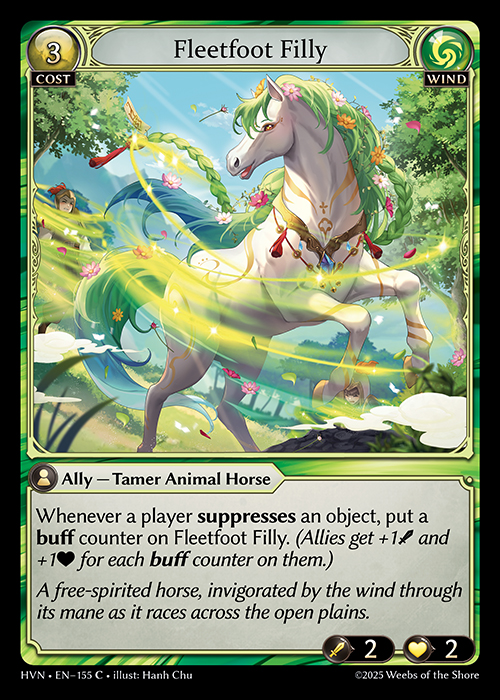 3
COST
Fleetfoot Filly
WIND
Ally — Tamer Animal Horse
Whenever a player suppresses an object, put a
buff counter on Fleetfoot Filly. (Allies get +1 and
+1 for each buff counter on them.)
A free-spirited horse, invigorated by the wind through
its mane as it races across the open plains.
2
2
HVN • EN–155 C • illust: Hanh Chu
©2025 Weebs of the Shore